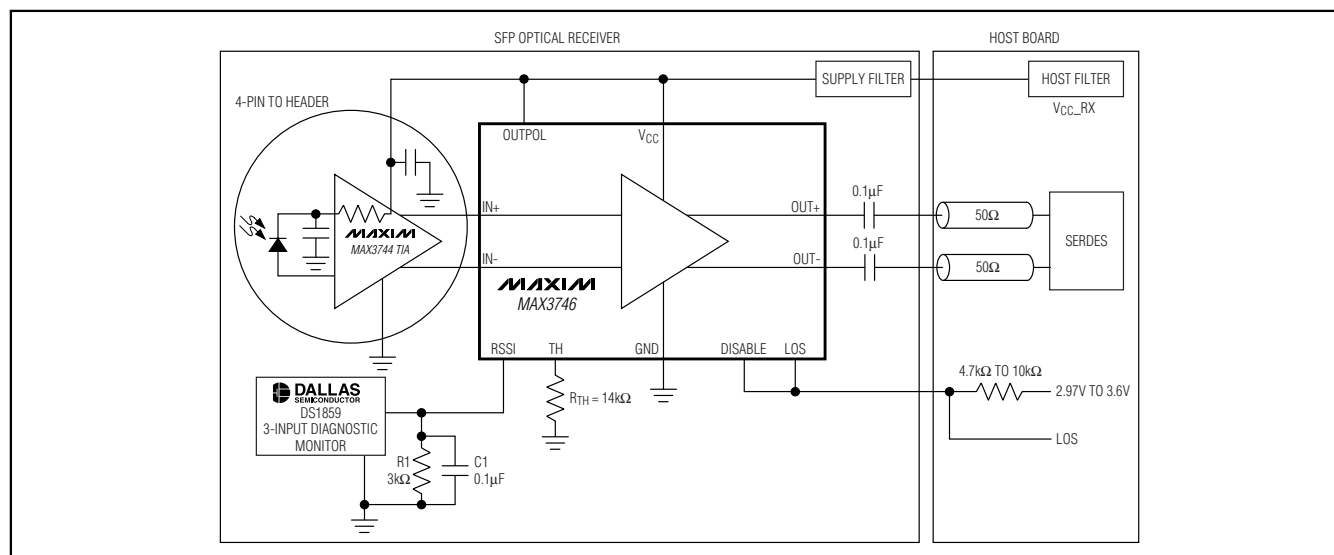 SFP OPTICAL RECEIVER
HOST BOARD
SUPPLY FILTER
HOST FILTER
VCC_RX
4-PIN TO HEADER
OUTPOL
VCC
IN+
IN-
OUT+
OUT-
0.1µF
0.1µF
50Ω
50Ω
SERDES
MAXIM
MAX3744 TIA
MAXIM
MAX3746
RSSI
TH
GND
DISABLE
LOS
RTH = 14kΩ
4.7kΩ TO 10kΩ
2.97V TO 3.6V
LOS
DALLAS
SEMICONDUCTOR
DS1859
3-INPUT DIAGNOSTIC
MONITOR
R1
3kΩ
C1
0.1µF